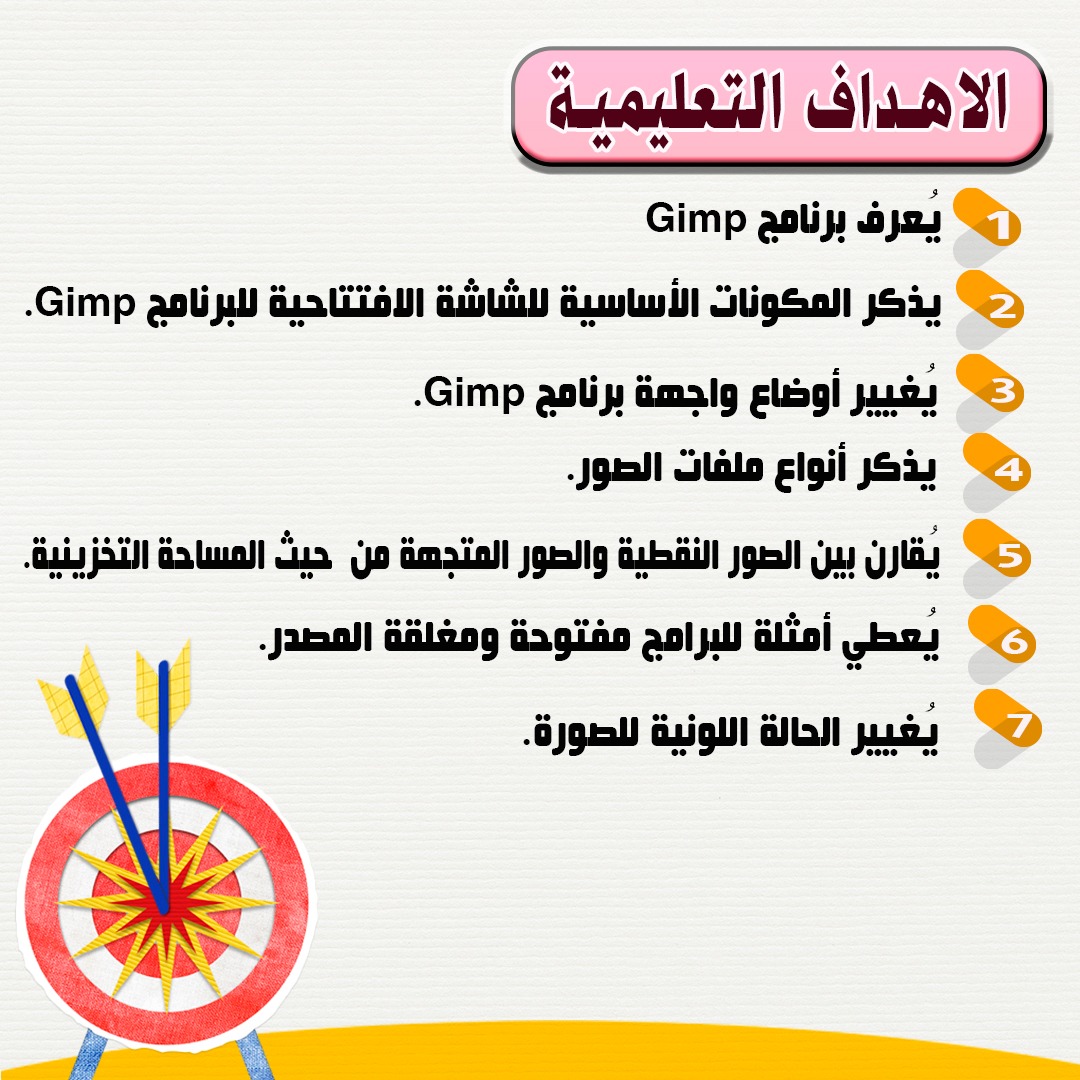 الاهداف التعليمية
1 يُعرف برنامج Gimp
2 يذكر المكونات الأساسية للشاشة الافتتاحية للبرنامج Gimp.
3 يُغيير أوضاع واجهة برنامج Gimp.
4 يذكر أنواع ملفات الصور.
5 يُقارن بين الصور النقطية والصور المتجهة من حيث المساحة التخزينية.
6 يُعطي أمثلة للبرامج مفتوحة ومغلقة المصدر.
7 يُغيير الحالة اللونية للصورة.